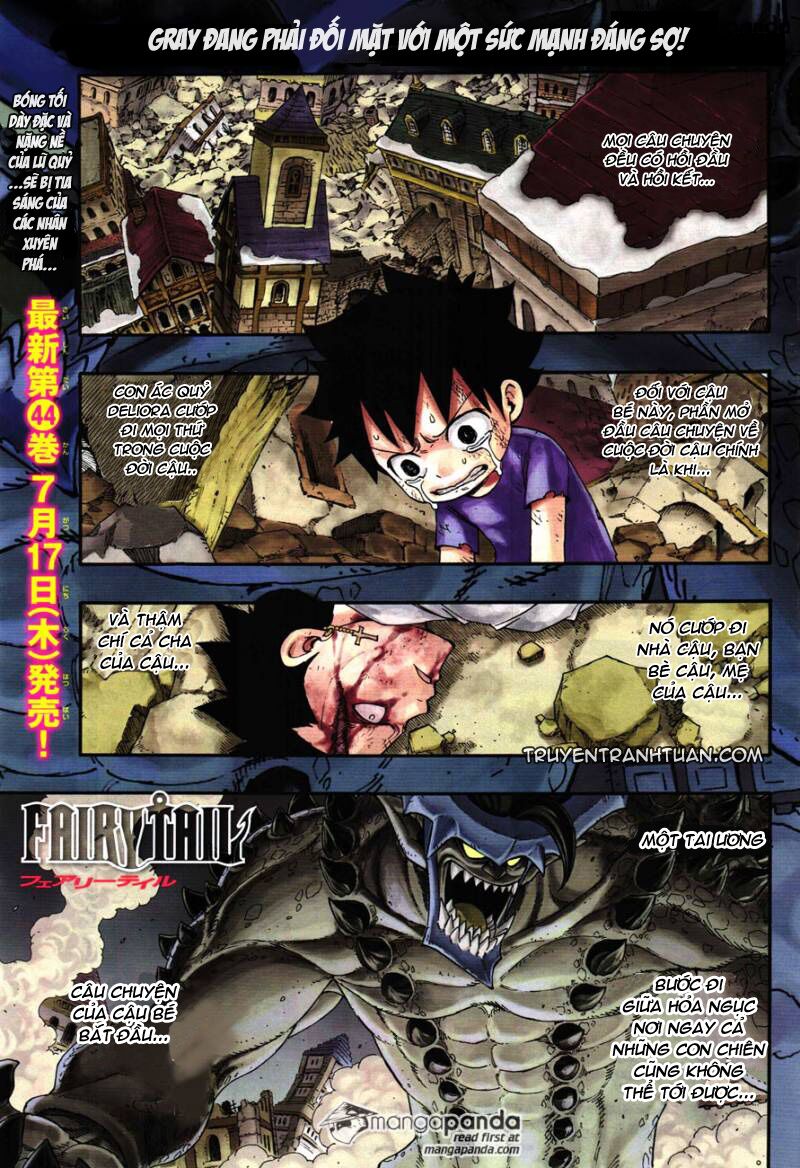 GRAY ĐANG PHẢI ĐỐI MẶT VỚI MỘT SỨC MẠNH ĐÁNG SỢ!
BÓNG TỐI
DÀY ĐẶC VÀ
NẶNG NỀ
CỦA LŨ QUỶ
...SẼ BỊ TIA
SÁNG CỦA
CÁC NHÂN
XUYÊN
PHÁ...
最新第44巻7月17日(木)発売!
MỌI CÂU CHUYỆN
ĐỀU CÓ HỒI ĐẦU
VÀ HỒI KẾT...
ĐỐI VỚI CẬU
BÉ NÀY, PHẦN MỞ
ĐẦU CÂU CHUYỆN VỀ
CUỘC ĐỜI CẬU CHÍNH
LÀ KHI...
CON ÁC QUỶ
DELIORA CƯỚP
ĐI MỌI THỨ
TRONG CUỘC
ĐỜI CẬU..
NÓ CƯỚP ĐI
NHÀ CẬU, BẠN
BÈ CẬU, MẸ
CỦA CẬU...
VÀ THẬM
CHÍ CẢ CHA
CỦA CẬU...
TRUYENTRANHTUAN.COM
FAIRY TAIL
フェアリーテイル
MỘT TAI ƯƠNG
BƯỚC ĐI
GIỮA HỎA NGỤC
NƠI NGAY CẢ
NHỮNG CON CHIÊN
CŨNG KHÔNG
THỂ TỚI ĐƯỢC...
CÂU CHUYỆN
CỦA CẬU BÉ
BẮT ĐẦU.
mangapanda
read first at
mangapanda.com